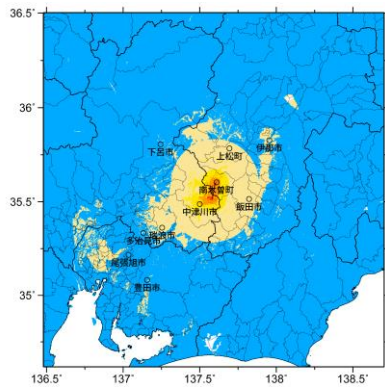 36.5˚
36˚
35.5˚
35˚
136.5˚
137˚
137.5˚
138˚
138.5˚
下呂市
上松町
伊那市
南木曽町
中津川市
飯田市
瑞浪市
多治見市
尾張旭市
豊田市